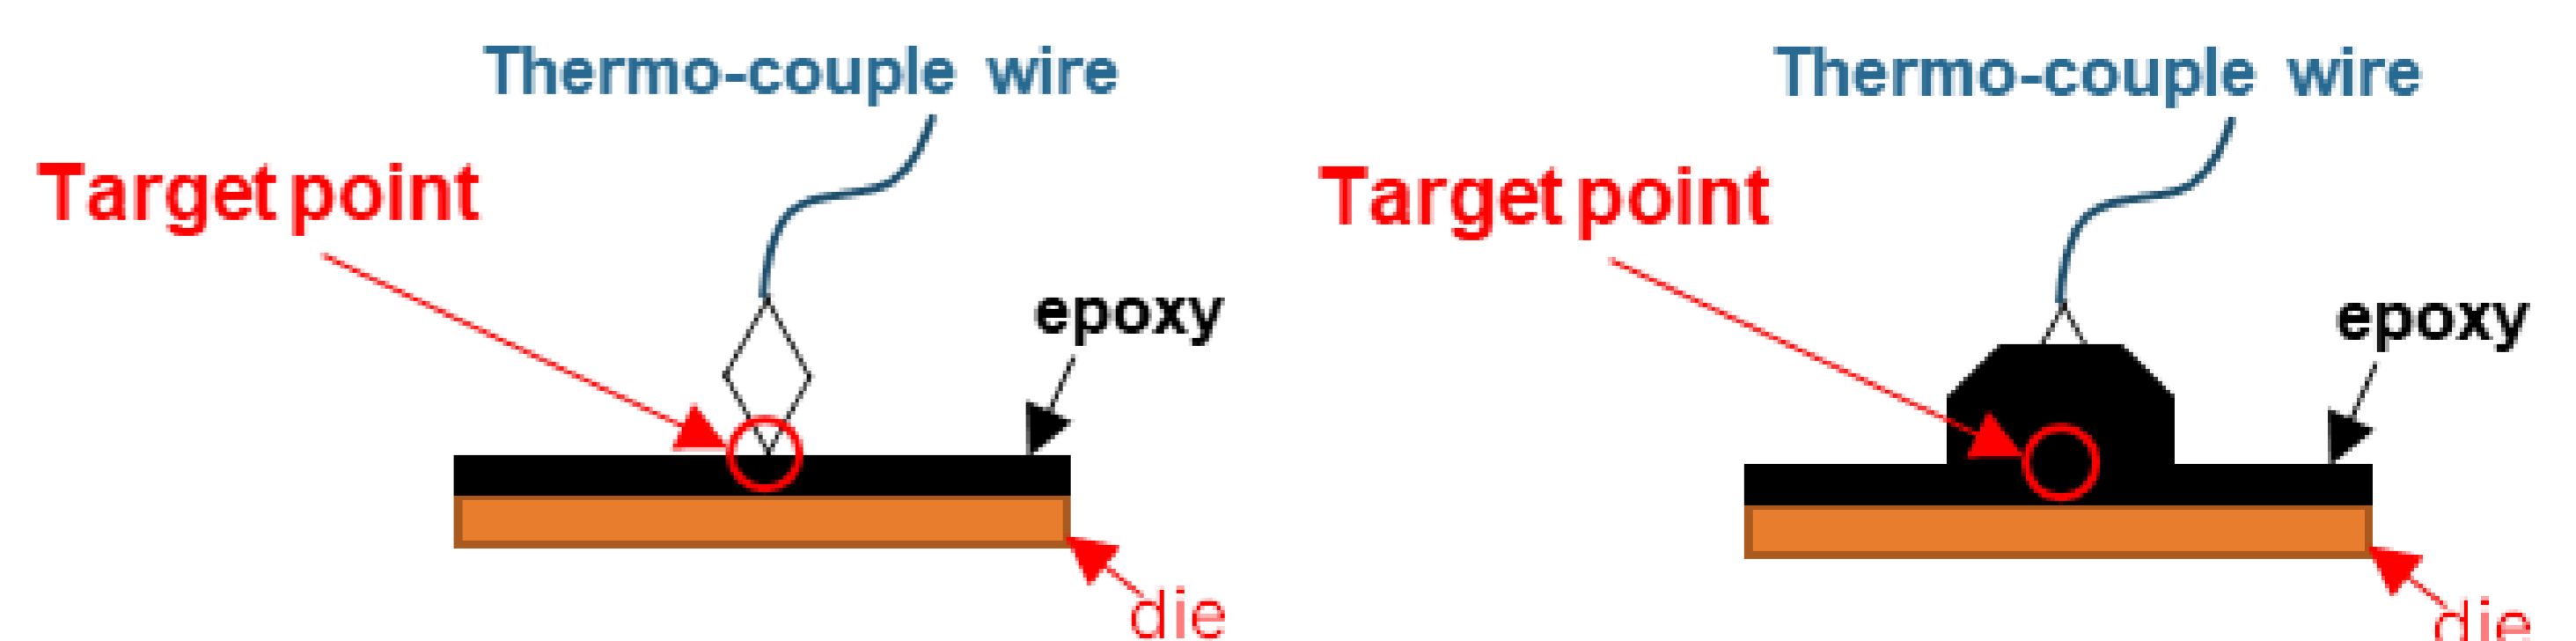 Thermo-couple wire
Target point
epoxy
die
Thermo-couple wire
Target point
epoxy
die